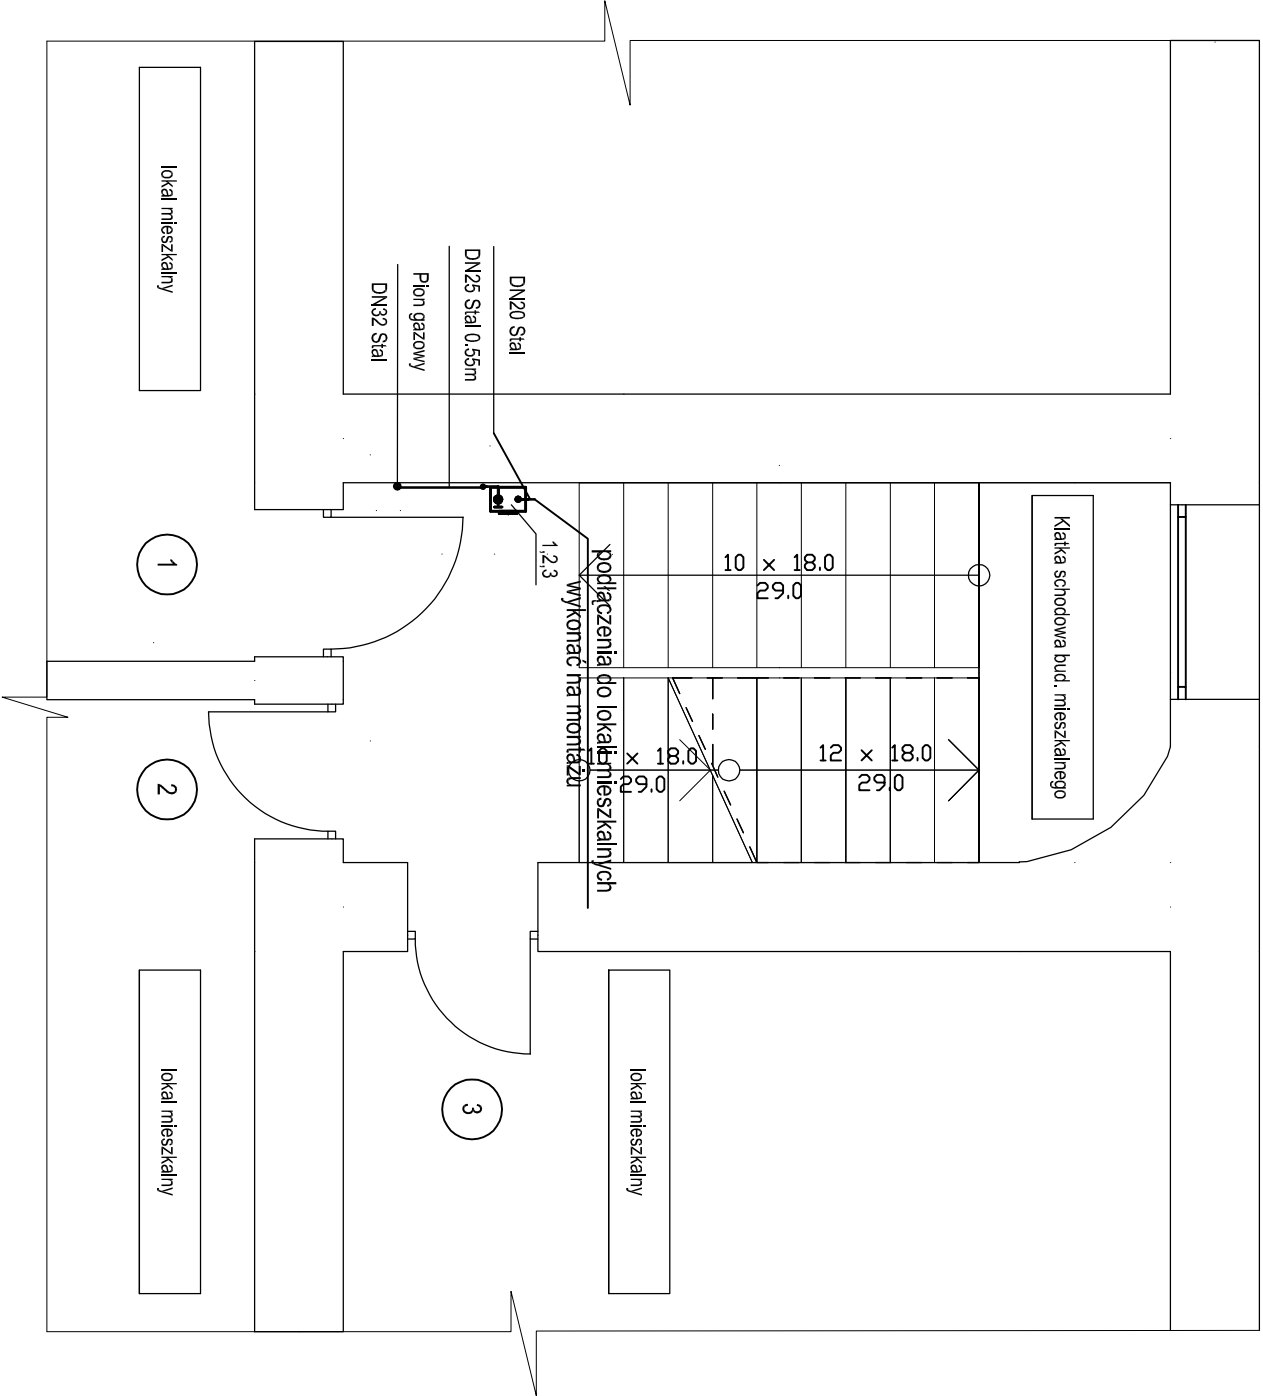 lokal mieszkalny
DN20 Stal
DN25 Stal 0.55m
Pion gazowy
DN32 Stal
1,2,3
podłączenia do lokali mieszkalnych
wykonać na montażu
Klatka schodowa bud. mieszkalnego
10 x 18.0
29.0
10 x 18.0
29.0
12 x 18.0
29.0
1
2
3
lokal mieszkalny
lokal mieszkalny